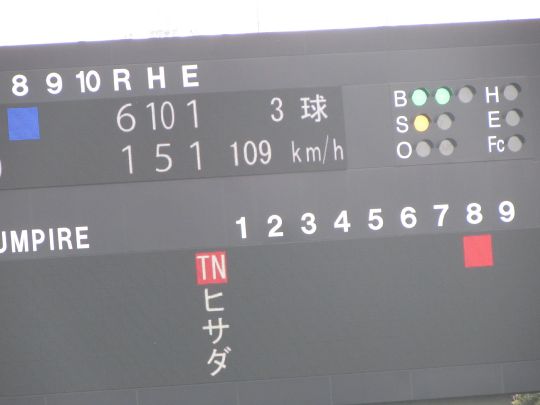 8 9 10 R H E
6 10 1 3 球
1 5 1 109 km/h
B H
S E
O Fc
UMPIRE
1 2 3 4 5 6 7 8 9
TN
ヒサダ